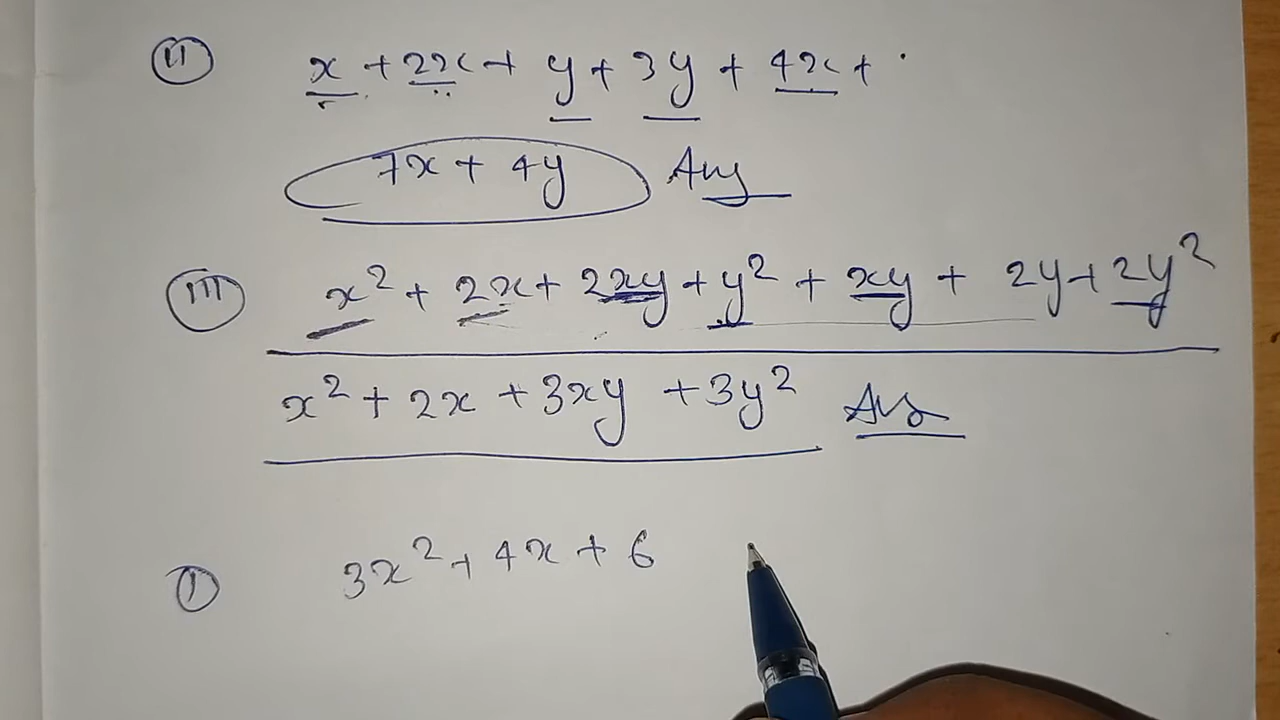 (II) x + 2x + y + 3y + 4x + .
7x + 4y Ans
(III) x² + 2x + 2xy + y² + xy + 2y + 2y²
x² + 2x + 3xy + 3y² Ans
(I) 3x² + 4x + 6